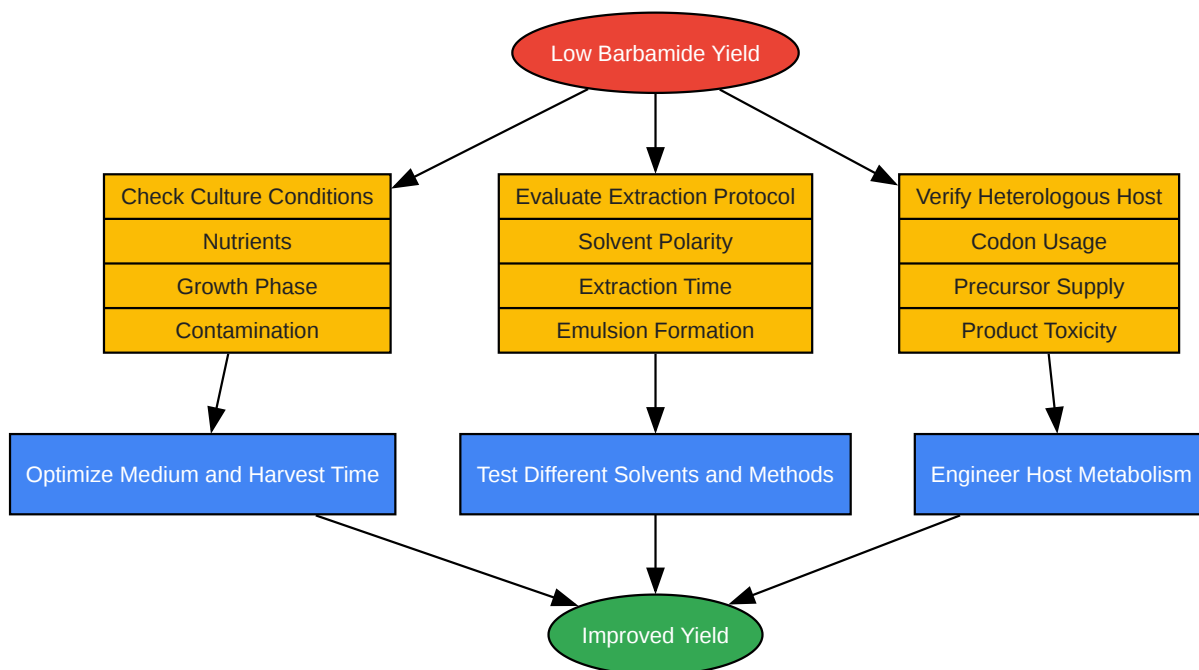 Low Barbamide Yield
Check Culture Conditions
Nutrients
Growth Phase
Contamination
Evaluate Extraction Protocol
Solvent Polarity
Extraction Time
Emulsion Formation
Verify Heterologous Host
Codon Usage
Precursor Supply
Product Toxicity
Optimize Medium and Harvest Time
Test Different Solvents and Methods
Engineer Host Metabolism
Improved Yield